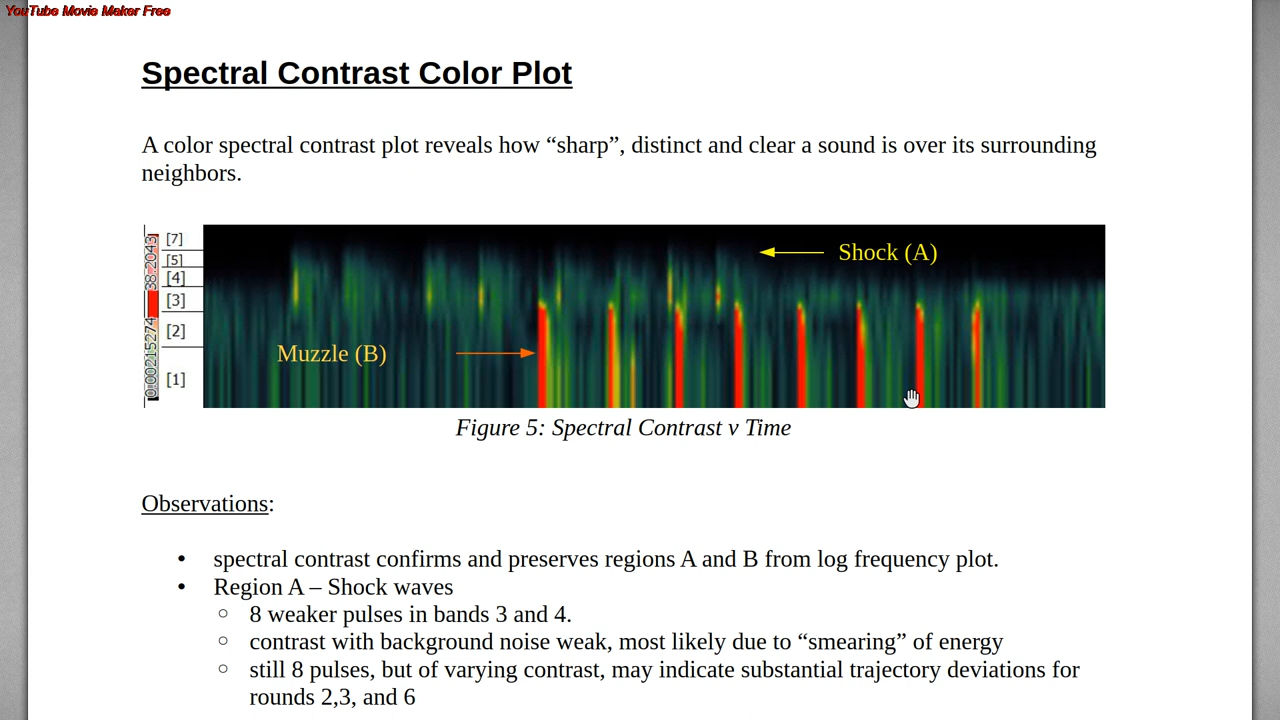 YouTube Movie Maker Free
Spectral Contrast Color Plot
A color spectral contrast plot reveals how “sharp”, distinct and clear a sound is over its surrounding
neighbors.
[7]
[5]
[4]
[3]
[2]
[1]
38.2043
0.00215274
Shock (A)
Muzzle (B)
Figure 5: Spectral Contrast v Time
Observations:
• spectral contrast confirms and preserves regions A and B from log frequency plot.
• Region A – Shock waves
○ 8 weaker pulses in bands 3 and 4.
○ contrast with background noise weak, most likely due to “smearing” of energy
○ still 8 pulses, but of varying contrast, may indicate substantial trajectory deviations for
rounds 2,3, and 6